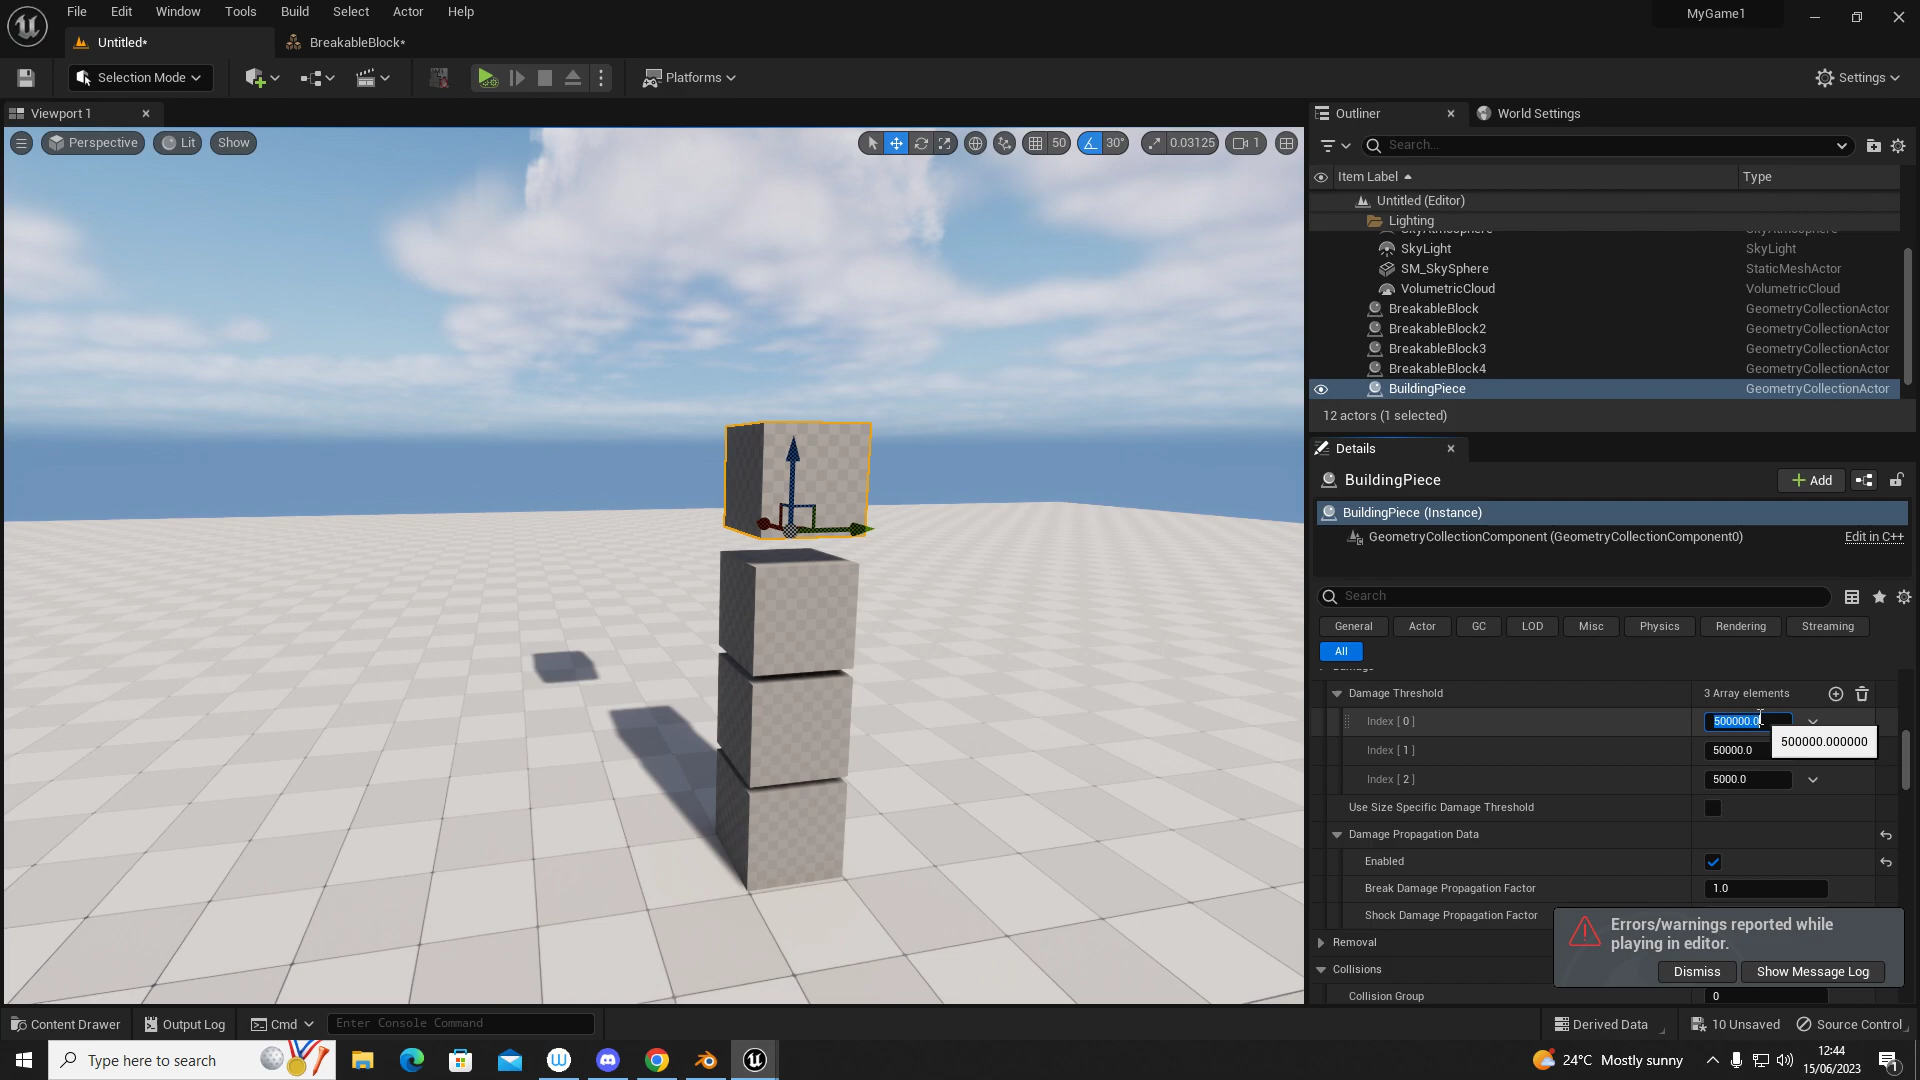 File Edit Window Tools Build Select Actor Help
MyGame1
Untitled*
BreakableBlock*
Selection Mode
Platforms
Settings
Viewport 1
Perspective
Lit
Show
50
30°
0.03125
1
Outliner
World Settings
Search...
Item Label
Type
Untitled (Editor)
Lighting
SkyAtmosphere SkyAtmosphere
SkyLight SkyLight
SM_SkySphere StaticMeshActor
VolumetricCloud VolumetricCloud
BreakableBlock GeometryCollectionActor
BreakableBlock2 GeometryCollectionActor
BreakableBlock3 GeometryCollectionActor
BreakableBlock4 GeometryCollectionActor
BuildingPiece GeometryCollectionActor
12 actors (1 selected)
Details
BuildingPiece
Add
BuildingPiece (Instance)
GeometryCollectionComponent (GeometryCollectionComponent0) Edit in C++
Search
General Actor GC LOD Misc Physics Rendering Streaming
All
Damage
Damage Threshold 3 Array elements
Index [ 0 ] 500000.0
500000.000000
Index [ 1 ] 50000.0
Index [ 2 ] 5000.0
Use Size Specific Damage Threshold
Damage Propagation Data
Enabled
Break Damage Propagation Factor 1.0
Shock Damage Propagation Factor
Errors/warnings reported while
playing in editor.
Dismiss Show Message Log
Removal
Collisions
Collision Group 0
Content Drawer
Output Log
Cmd
Enter Console Command
Derived Data
10 Unsaved
Source Control
Type here to search
24°C Mostly sunny
12:44
15/06/2023
1